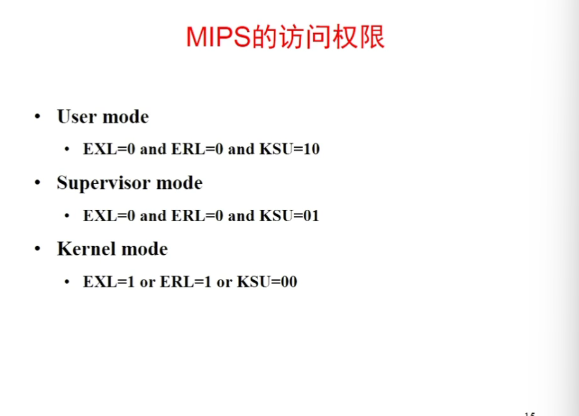 MIPS的访问权限
• User mode
• EXL=0 and ERL=0 and KSU=10
• Supervisor mode
• EXL=0 and ERL=0 and KSU=01
• Kernel mode
• EXL=1 or ERL=1 or KSU=00